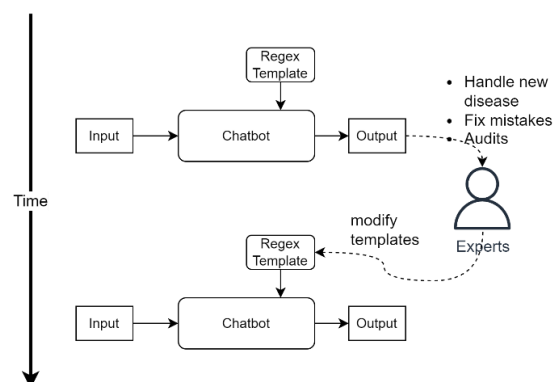 Regex
Template
• Handle new
disease
• Fix mistakes
• Audits
Input
Chatbot
Output
Time
modify
templates
Experts
Regex
Template
Input
Chatbot
Output